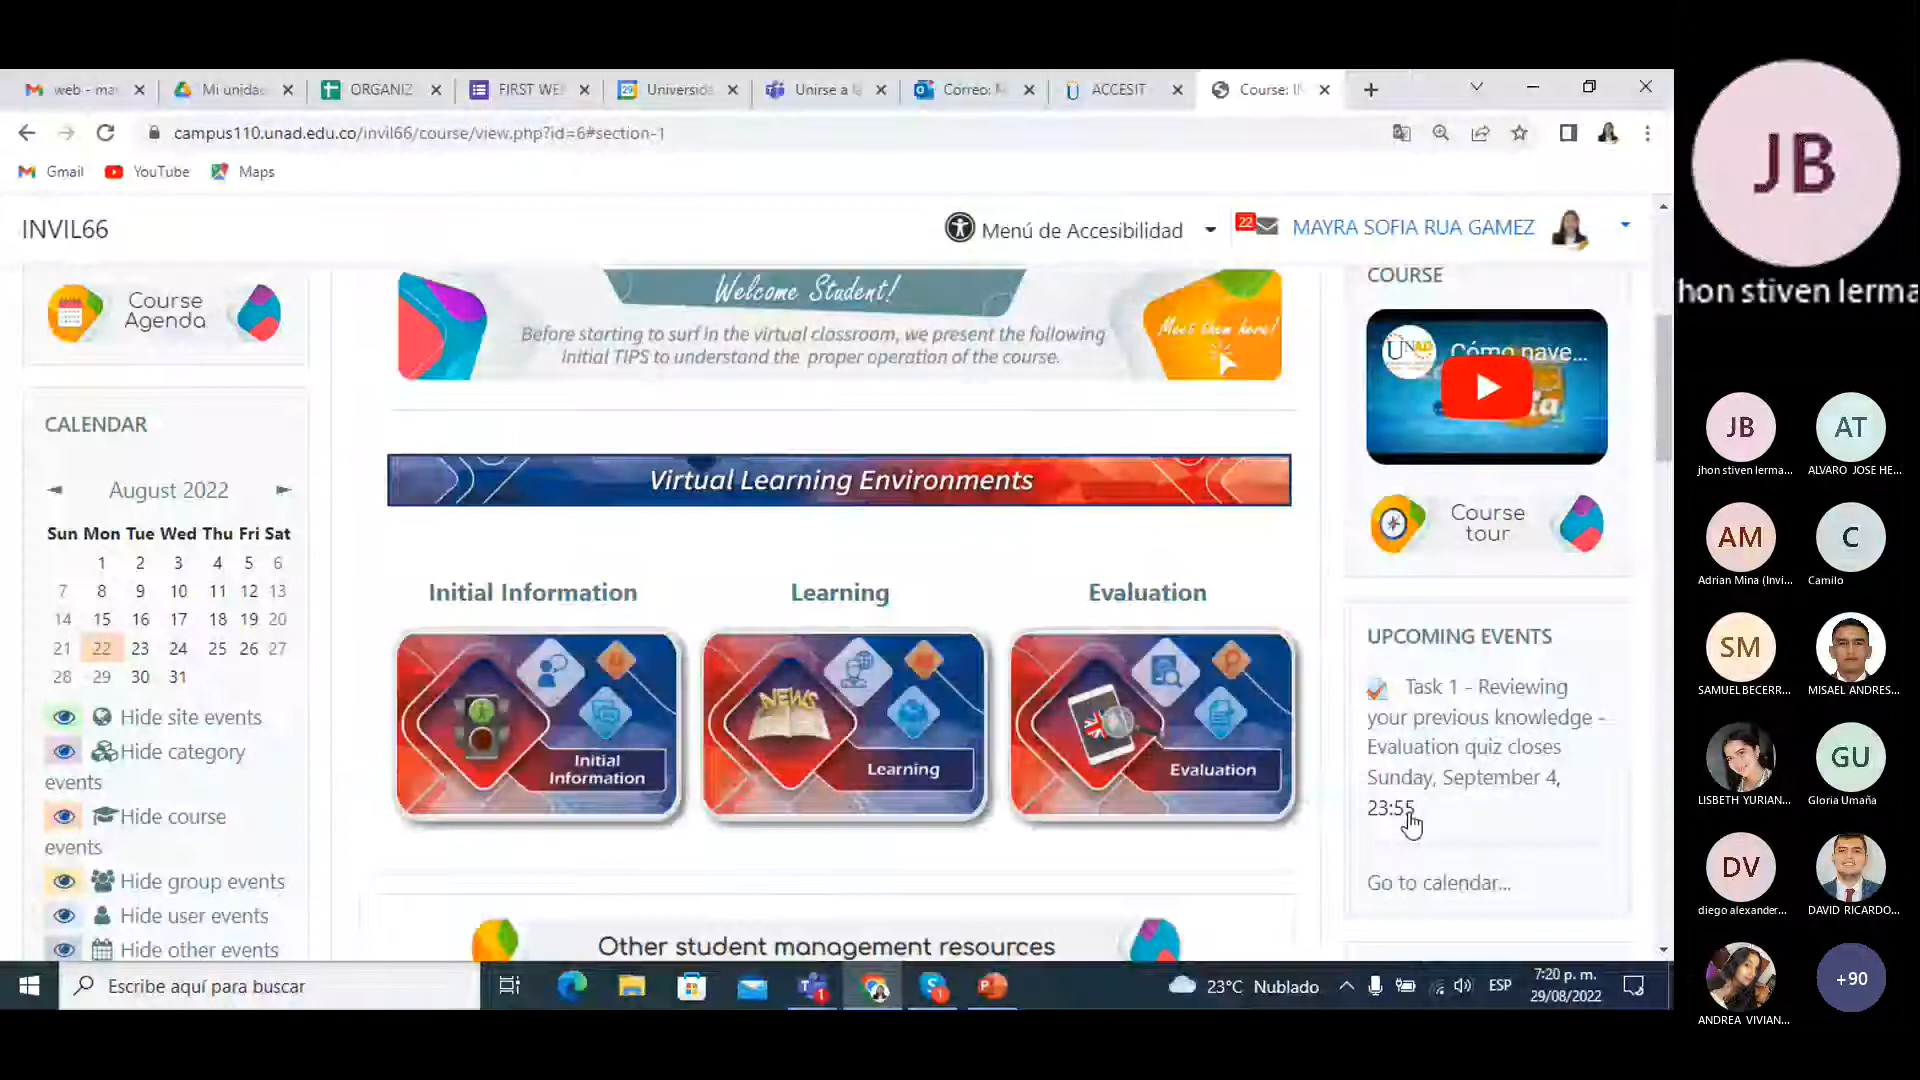 web - ma
Mi unidad
ORGANIZ
FIRST WE
Universid
Unirse a l
Correo:
ACCESIT
Course: I
campus110.unad.edu.co/invil66/course/view.php?id=6#section-1
Gmail
YouTube
Maps
INVIL66
Menú de Accesibilidad
22
MAYRA SOFIA RUA GAMEZ
Course
Agenda
CALENDAR
August 2022
Sun Mon Tue Wed Thu Fri Sat
1 2 3 4 5 6
7 8 9 10 11 12 13
14 15 16 17 18 19 20
21 22 23 24 25 26 27
28 29 30 31
Hide site events
Hide category
events
Hide course
events
Hide group events
Hide user events
Hide other events
Welcome Student!
Before starting to surf in the virtual classroom, we present the following
initial TIPS to understand the proper operation of the course.
Meet them here!
Virtual Learning Environments
Initial Information
Learning
Evaluation
Initial
Information
NEWS
Learning
Evaluation
Other student management resources
COURSE
UNAD
Cómo nave...
Course
tour
UPCOMING EVENTS
Task 1 - Reviewing
your previous knowledge -
Evaluation quiz closes
Sunday, September 4,
23:55
Go to calendar...
Escribe aquí para buscar
1
1
23°C Nublado
ESP
7:20 p. m.
29/08/2022
JB
hon stiven lerma
JB
jhon stiven lerma...
AT
ALVARO JOSE HE...
AM
Adrian Mina (Invi...
C
Camilo
SM
SAMUEL BECERR...
MISAEL ANDRES...
LISBETH YURIAN...
GU
Gloria Umaña
DV
diego alexander...
DAVID RICARDO...
ANDREA VIVIAN...
+90